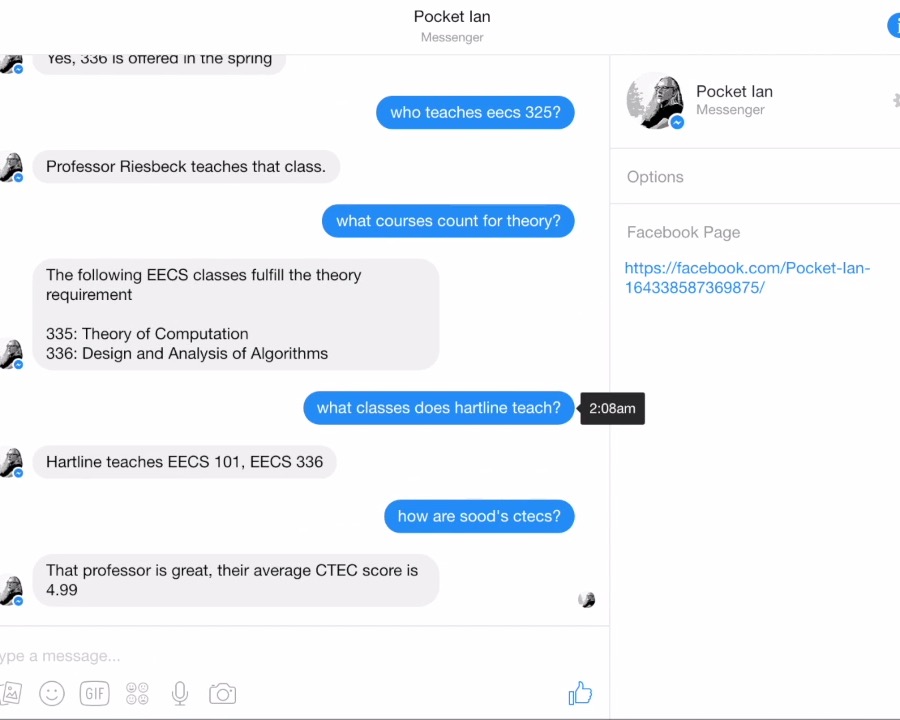 Pocket Ian
Messenger
Yes, 336 is offered in the spring
who teaches eecs 325?
Professor Riesbeck teaches that class.
what courses count for theory?
The following EECS classes fulfill the theory
requirement
335: Theory of Computation
336: Design and Analysis of Algorithms
what classes does hartline teach?
2:08am
Hartline teaches EECS 101, EECS 336
how are sood's ctecs?
That professor is great, their average CTEC score is
4.99
ype a message...
GIF
Pocket Ian
Messenger
Options
Facebook Page
https://facebook.com/Pocket-Ian-
164338587369875/